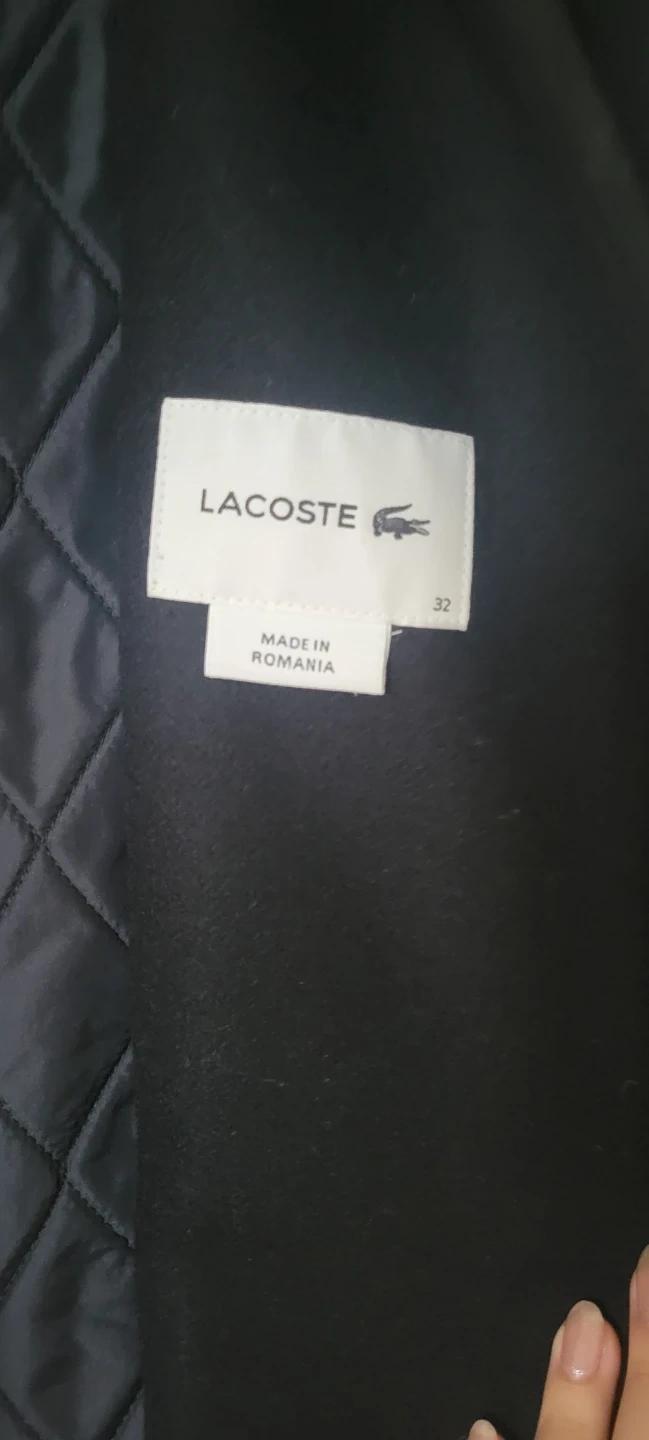 LACOSTE
32
MADE IN
ROMANIA